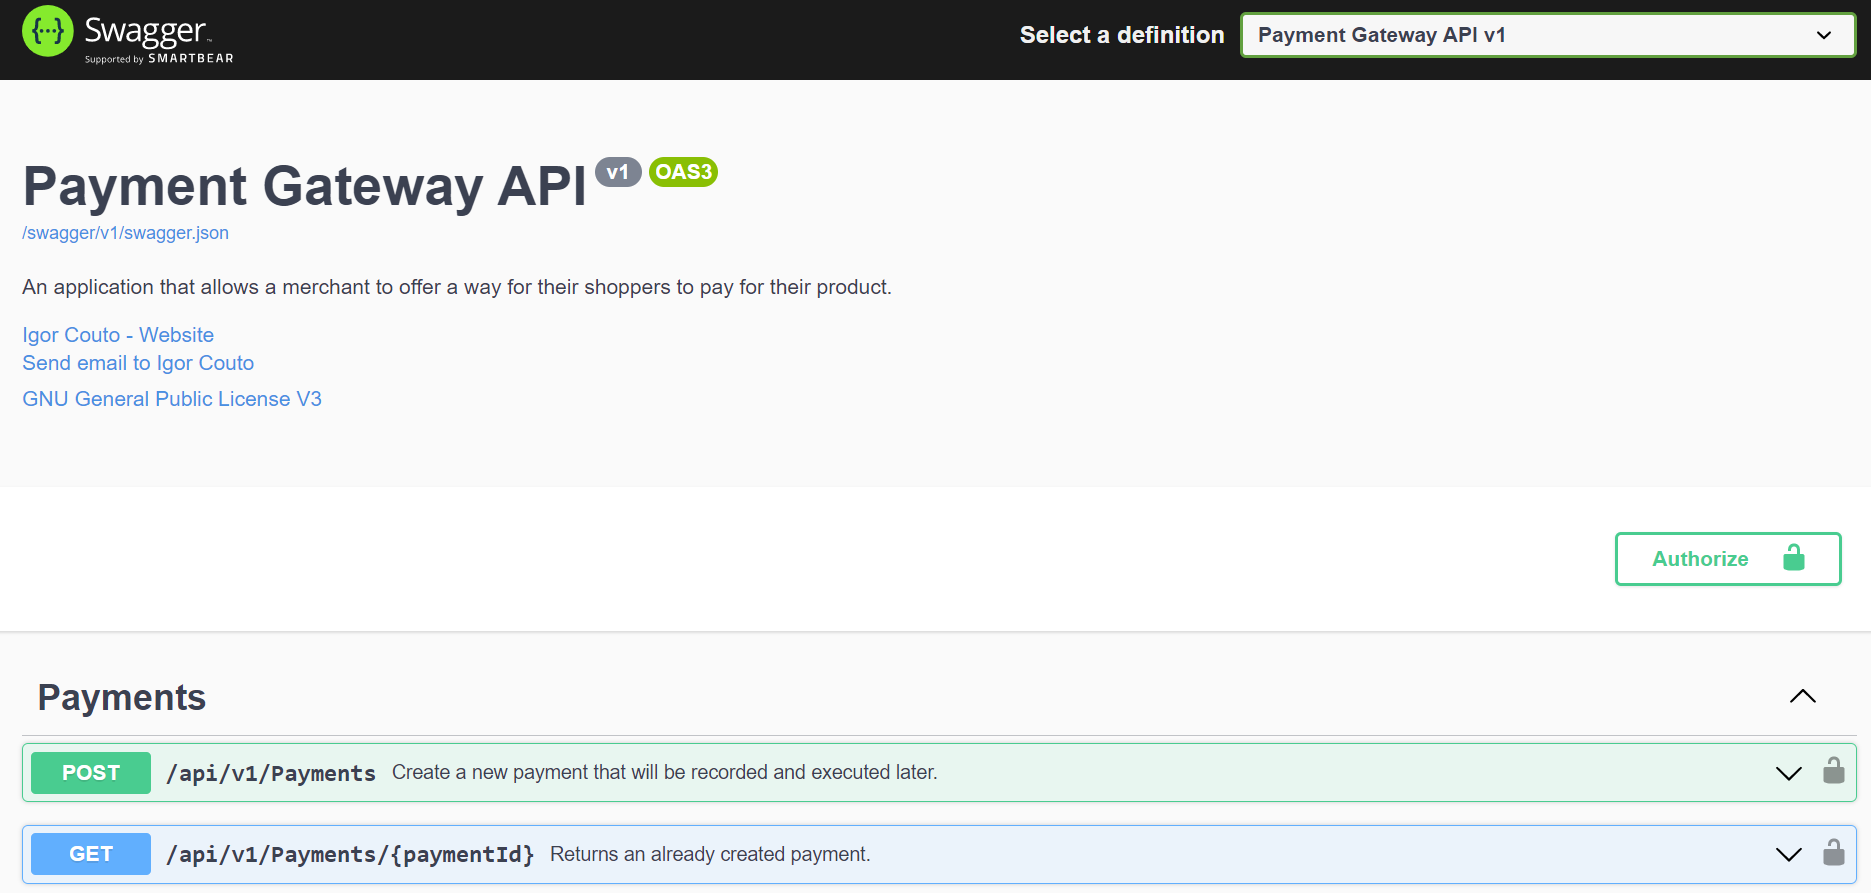 {···} Swagger™
Supported by SMARTBEAR
Select a definition
Payment Gateway API v1
Payment Gateway API v1 OAS3
/swagger/v1/swagger.json
An application that allows a merchant to offer a way for their shoppers to pay for their product.
Igor Couto - Website
Send email to Igor Couto
GNU General Public License V3
Authorize
Payments
POST /api/v1/Payments Create a new payment that will be recorded and executed later.
GET /api/v1/Payments/{paymentId} Returns an already created payment.